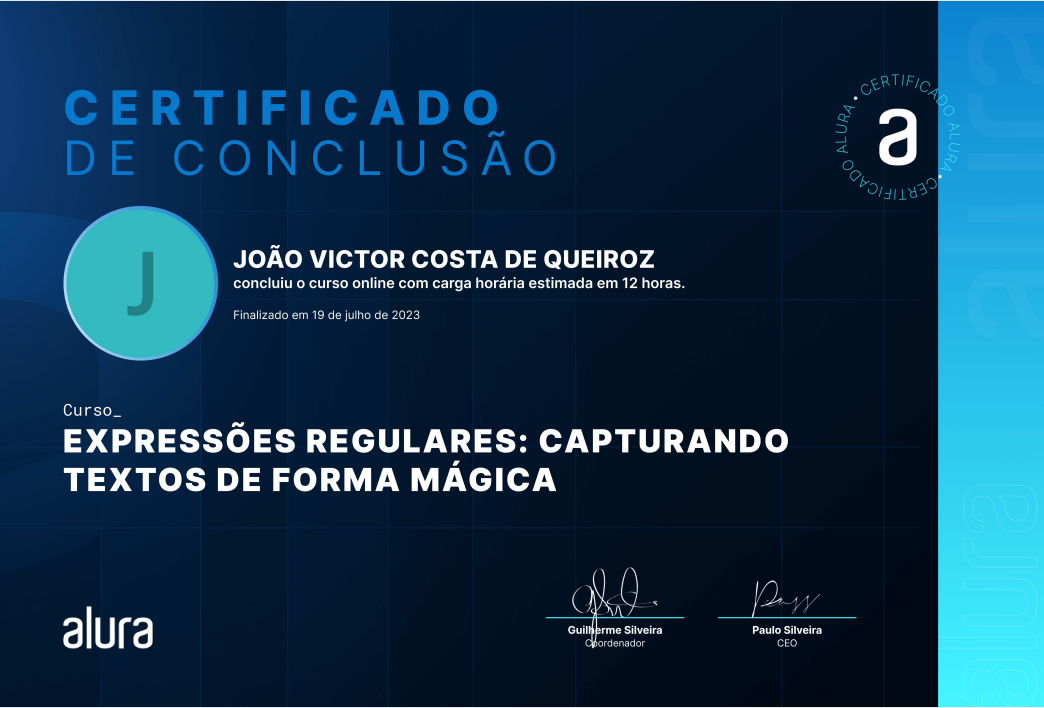 CERTIFICADO
DE CONCLUSÃO
CERTIFICADO ALURA • CERTIFICADO ALURA •
a
J
JOÃO VICTOR COSTA DE QUEIROZ
concluiu o curso online com carga horária estimada em 12 horas.
Finalizado em 19 de julho de 2023
Curso_
EXPRESSÕES REGULARES: CAPTURANDO
TEXTOS DE FORMA MÁGICA
alura
Guilherme Silveira
Coordenador
Paulo Silveira
CEO
alura
alura
alura